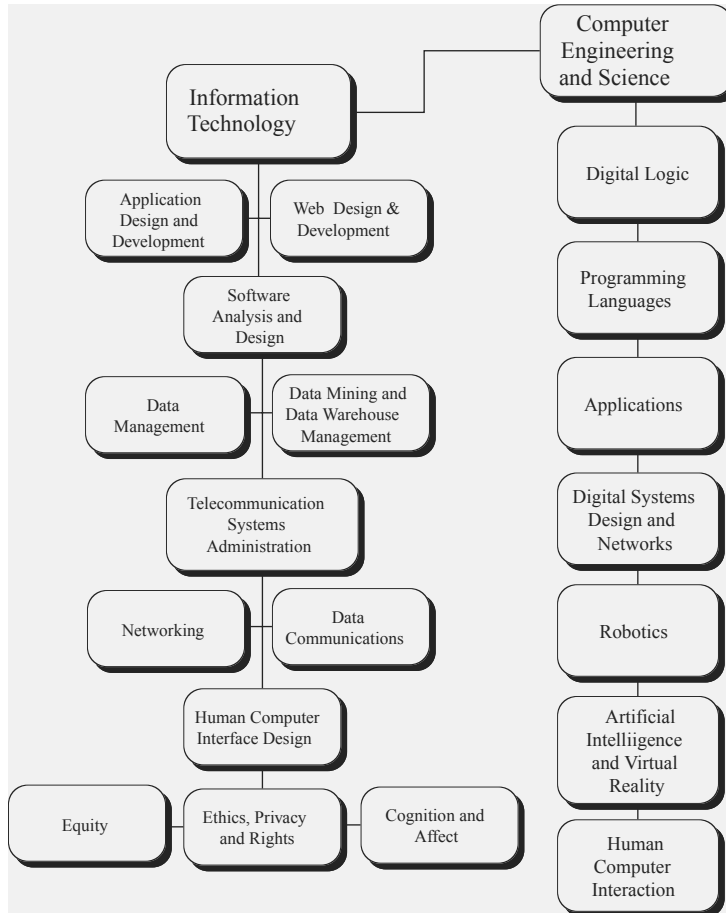 Computer
Engineering
and Science
Information
Technology
Digital Logic
Application
Design and
Development
Web Design &
Development
Programming
Languages
Software
Analysis and
Design
Applications
Data
Management
Data Mining and
Data Warehouse
Management
Digital Systems
Design and
Networks
Telecommunication
Systems
Administration
Robotics
Networking
Data
Communications
Artificial
Intelliigence
and Virtual
Reality
Human Computer
Interface Design
Equity
Ethics, Privacy
and Rights
Cognition and
Affect
Human
Computer
Interaction